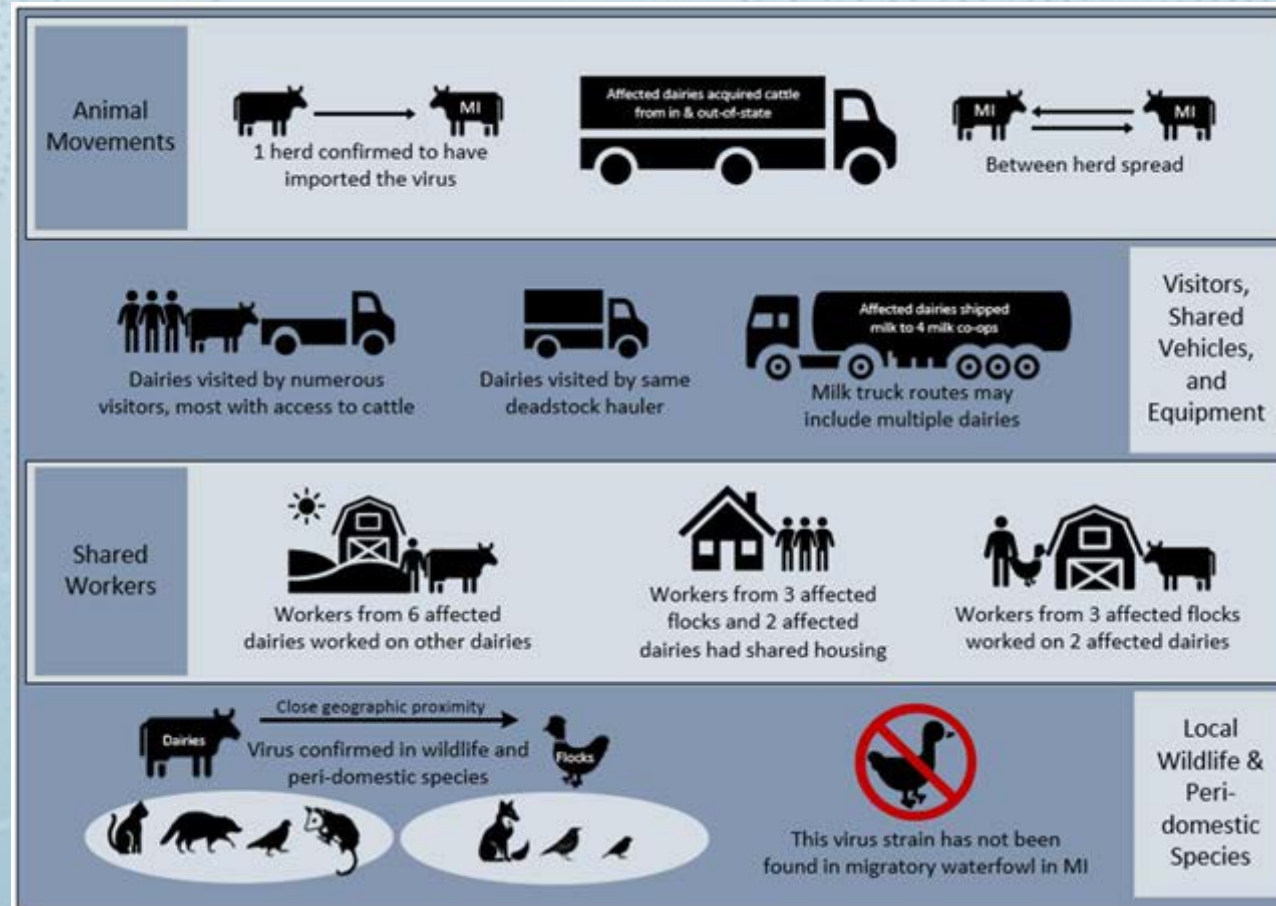 Animal
Movements
MI
1 herd confirmed to have
imported the virus
Affected dairies acquired cattle
from in & out-of-state
MI
MI
Between herd spread
Dairies visited by numerous
visitors, most with access to cattle
Dairies visited by same
deadstock hauler
Affected dairies shipped
milk to 4 milk co-ops
Milk truck routes may
include multiple dairies
Visitors,
Shared
Vehicles,
and
Equipment
Shared
Workers
Workers from 6 affected
dairies worked on other dairies
Workers from 3 affected
flocks and 2 affected
dairies had shared housing
Workers from 3 affected flocks
worked on 2 affected dairies
Dairies
Close geographic proximity
Virus confirmed in wildlife and
peri-domestic species
Flocks
This virus strain has not been
found in migratory waterfowl in MI
Local
Wildlife &
Peri-
domestic
Species